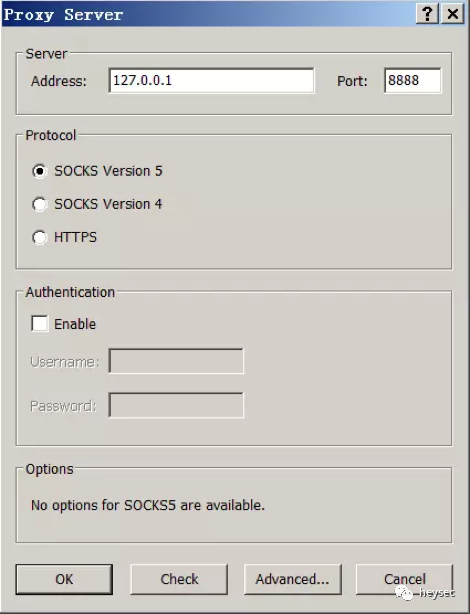 Proxy Server
Server
Address: 127.0.0.1 Port: 8888
Protocol
SOCKS Version 5
SOCKS Version 4
HTTPS
Authentication
Enable
Username:
Password:
Options
No options for SOCKS5 are available.
OK Check Advanced... Cancel
heysec